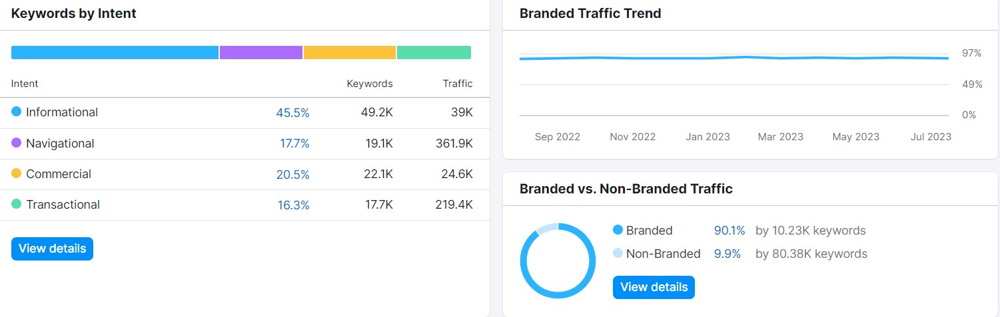 Keywords by Intent
Intent Keywords Traffic
Informational 45.5% 49.2K 39K
Navigational 17.7% 19.1K 361.9K
Commercial 20.5% 22.1K 24.6K
Transactional 16.3% 17.7K 219.4K
View details
Branded Traffic Trend
97%
49%
0%
Sep 2022 Nov 2022 Jan 2023 Mar 2023 May 2023 Jul 2023
Branded vs. Non-Branded Traffic
Branded 90.1% by 10.23K keywords
Non-Branded 9.9% by 80.38K keywords
View details